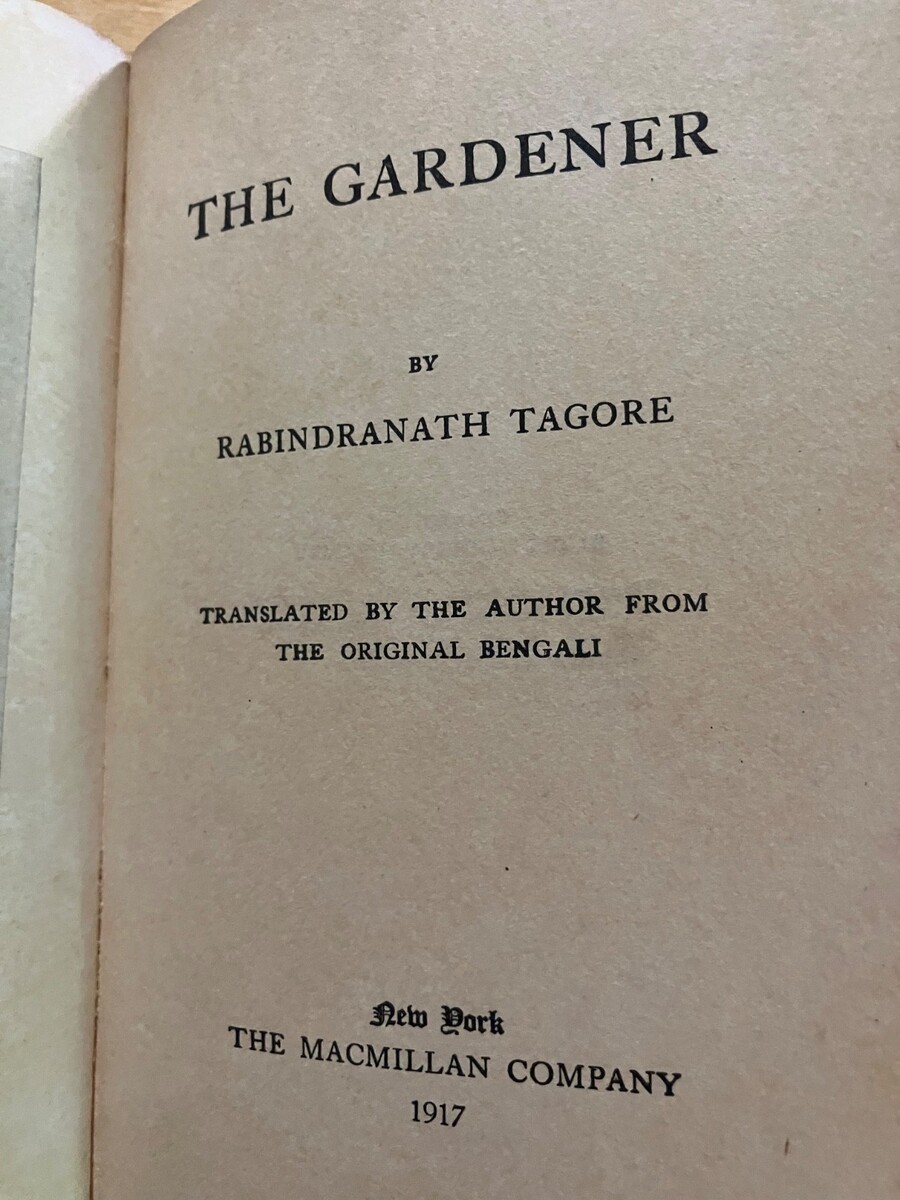 THE GARDENER
BY
RABINDRANATH TAGORE
TRANSLATED BY THE AUTHOR FROM
THE ORIGINAL BENGALI
New York
THE MACMILLAN COMPANY
1917